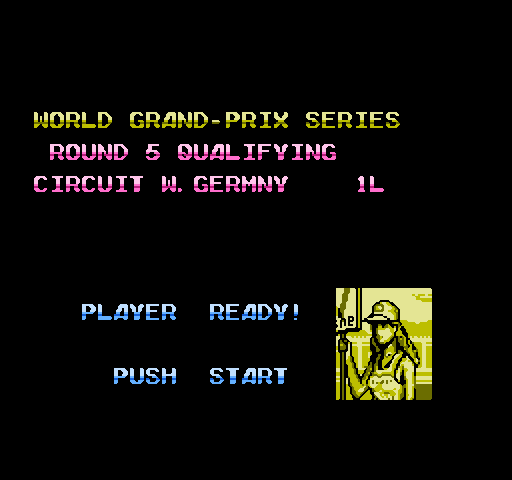 WORLD GRAND-PRIX SERIES
ROUND 5 QUALIFYING
CIRCUIT W. GERMNY 1L
PLAYER READY!
PUSH START